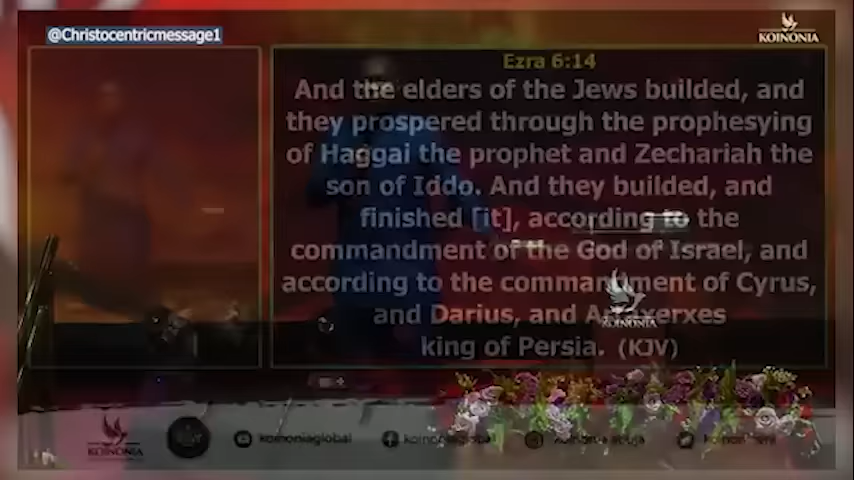 @Christocentricmessage1
KOINONIA
Ezra 6:14
And the elders of the Jews builded, and
they prospered through the prophesying
of Haggai the prophet and Zechariah the
son of Iddo. And they builded, and
finished [it], according to the
commandment of the God of Israel, and
according to the commandment of Cyrus,
and Darius, and Artaxerxes
king of Persia. (KJV)
KOINONIA
KOINONIA
koinoniaglobal
koinoniaglobal